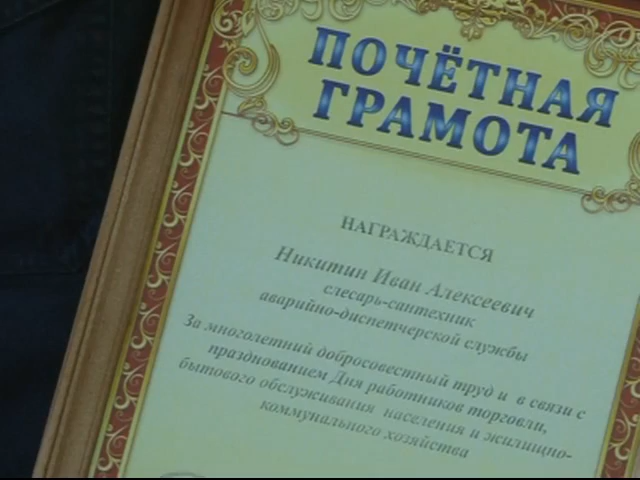 ПОЧЁТНАЯ
ГРАМОТА
НАГРАЖДАЕТСЯ
Никитин Иван Алексеевич
слесарь-сантехник
аварийно-диспетчерской службы
За многолетний добросовестный труд и в связи с
празднованием Дня работников торговли,
бытового обслуживания населения и жилищно-
коммунального хозяйства